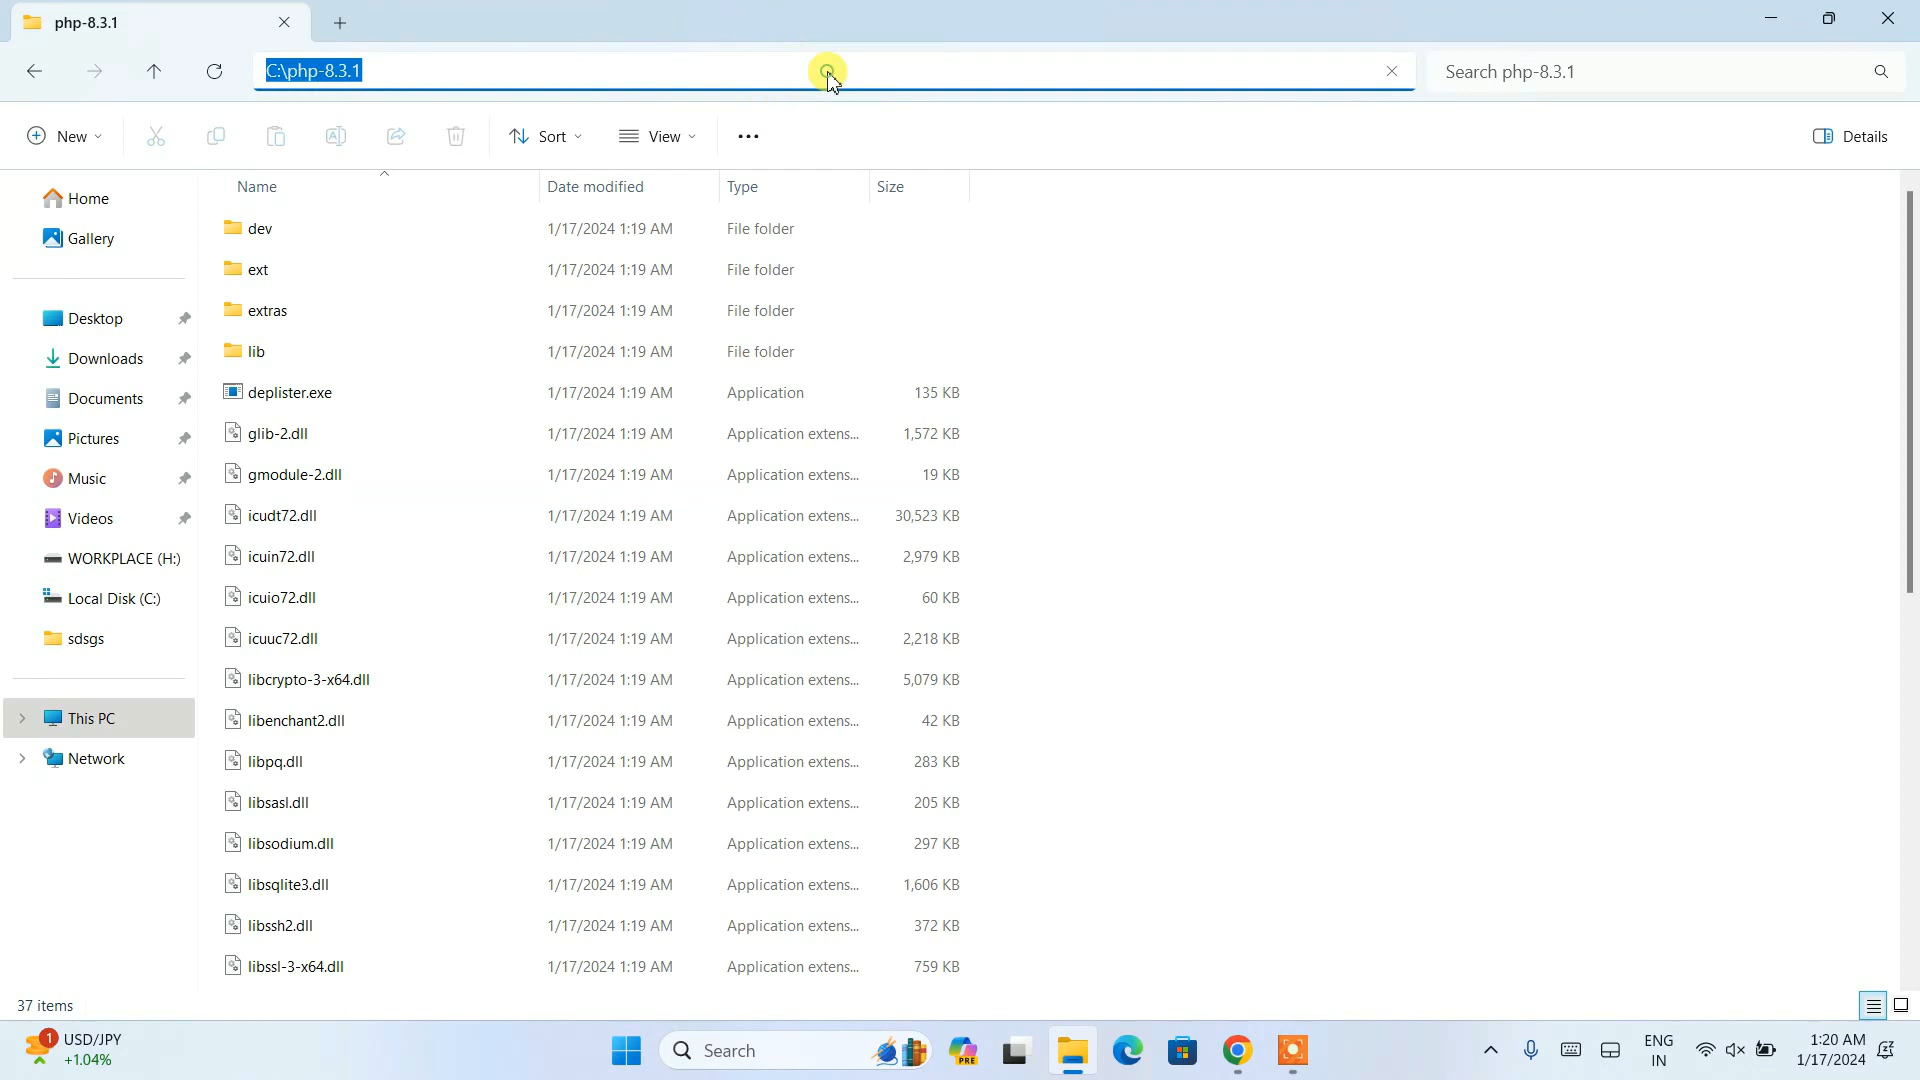 php-8.3.1
C:\php-8.3.1
Search php-8.3.1
New
Sort
View
Details
Home
Gallery
Desktop
Downloads
Documents
Pictures
Music
Videos
WORKPLACE (H:)
Local Disk (C:)
sdsgs
This PC
Network
Name Date modified Type Size
dev 1/17/2024 1:19 AM File folder
ext 1/17/2024 1:19 AM File folder
extras 1/17/2024 1:19 AM File folder
lib 1/17/2024 1:19 AM File folder
deplister.exe 1/17/2024 1:19 AM Application 135 KB
glib-2.dll 1/17/2024 1:19 AM Application extens... 1,572 KB
gmodule-2.dll 1/17/2024 1:19 AM Application extens... 19 KB
icudt72.dll 1/17/2024 1:19 AM Application extens... 30,523 KB
icuin72.dll 1/17/2024 1:19 AM Application extens... 2,979 KB
icuio72.dll 1/17/2024 1:19 AM Application extens... 60 KB
icuuc72.dll 1/17/2024 1:19 AM Application extens... 2,218 KB
libcrypto-3-x64.dll 1/17/2024 1:19 AM Application extens... 5,079 KB
libenchant2.dll 1/17/2024 1:19 AM Application extens... 42 KB
libpq.dll 1/17/2024 1:19 AM Application extens... 283 KB
libsasl.dll 1/17/2024 1:19 AM Application extens... 205 KB
libsodium.dll 1/17/2024 1:19 AM Application extens... 297 KB
libsqlite3.dll 1/17/2024 1:19 AM Application extens... 1,606 KB
libssh2.dll 1/17/2024 1:19 AM Application extens... 372 KB
libssl-3-x64.dll 1/17/2024 1:19 AM Application extens... 759 KB
37 items
1
USD/JPY
+1.04%
Search
PRE
ENG
IN
1:20 AM
1/17/2024